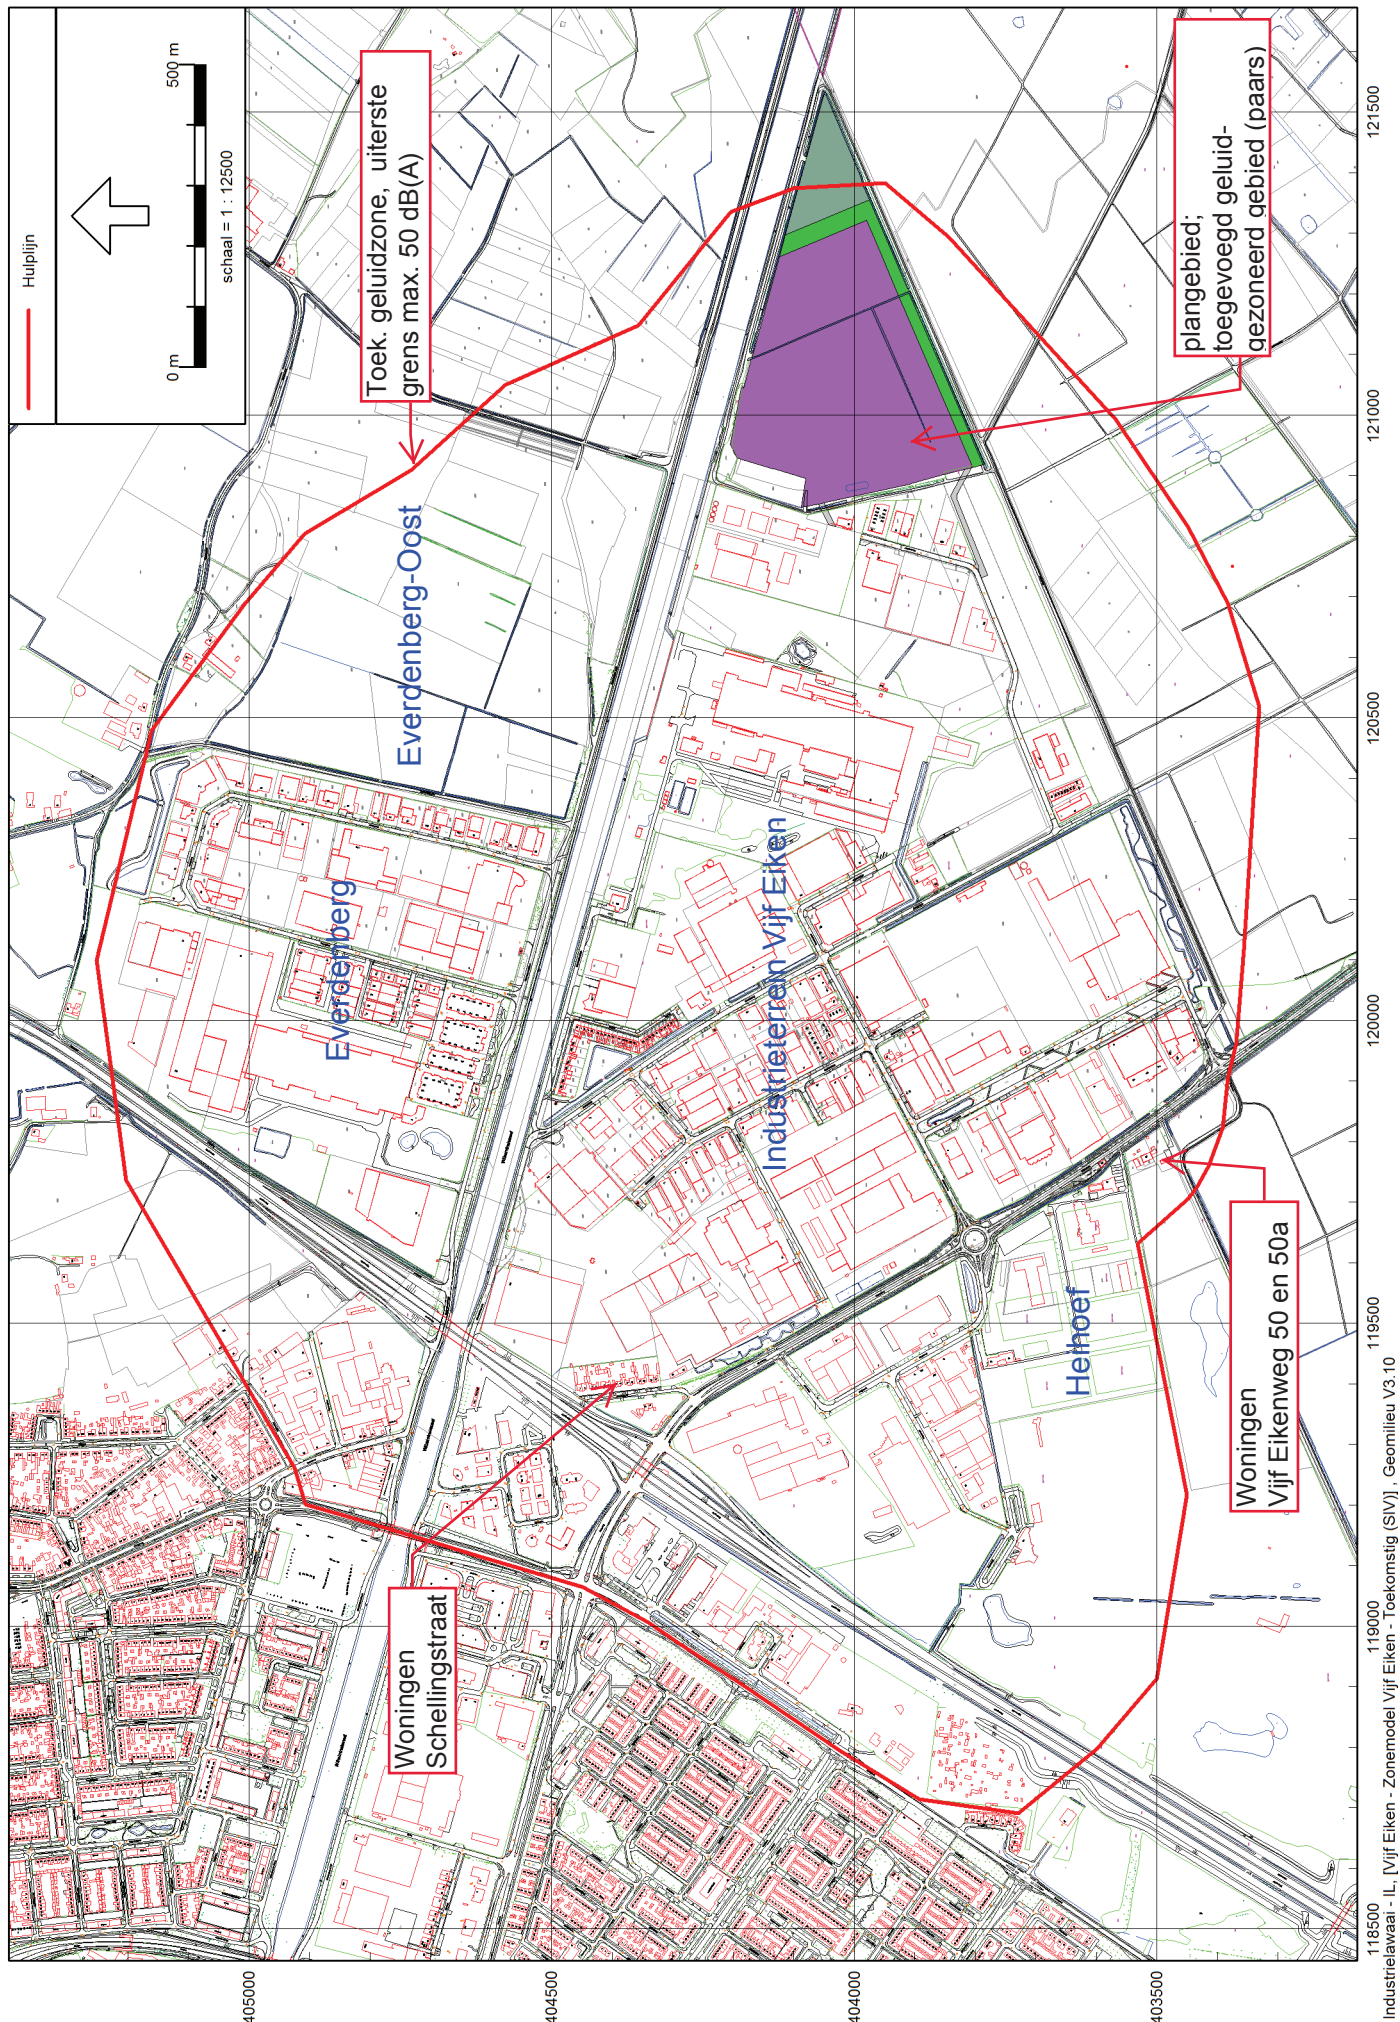 Hulplijn
0 m
500 m
schaal = 1 : 12500
Toek. geluidzone, uiterste
grens max. 50 dB(A)
Everdenberg-Oost
Everdenberg
Industrieterein Vijf Eiken
Helhoef
Woningen
Schellingstraat
Woningen
Vijf Eikenweg 50 en 50a
plangebied;
toegevoegd geluid-
gezoneerd gebied (paars)
405000
404500
404000
403500
118500
119000
119500
120000
120500
121000
121500
Industrielawaai - IL, [Vijf Eiken - Zonemodel Vijf Eiken - Toekomstig (SIV)] , Geomilieu V3.10